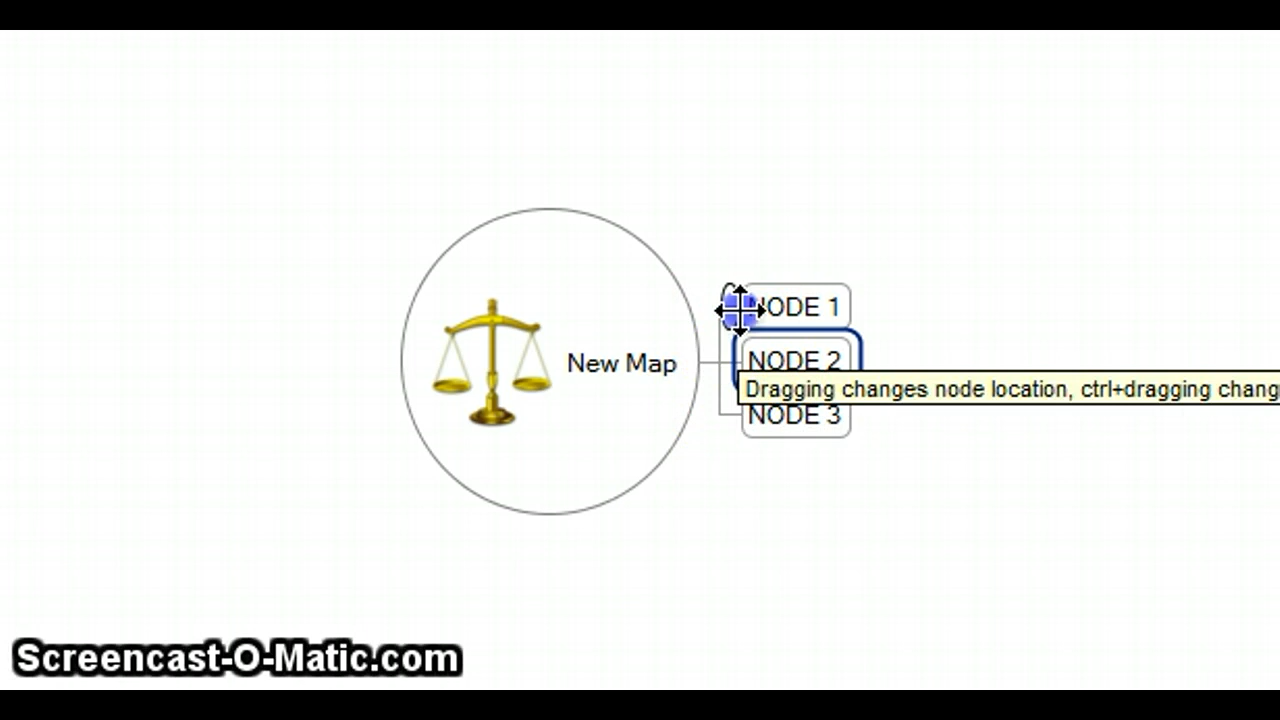 NODE 1
New Map
NODE 2
Dragging changes node location, ctrl+dragging chang
NODE 3
Screencast-O-Matic.com